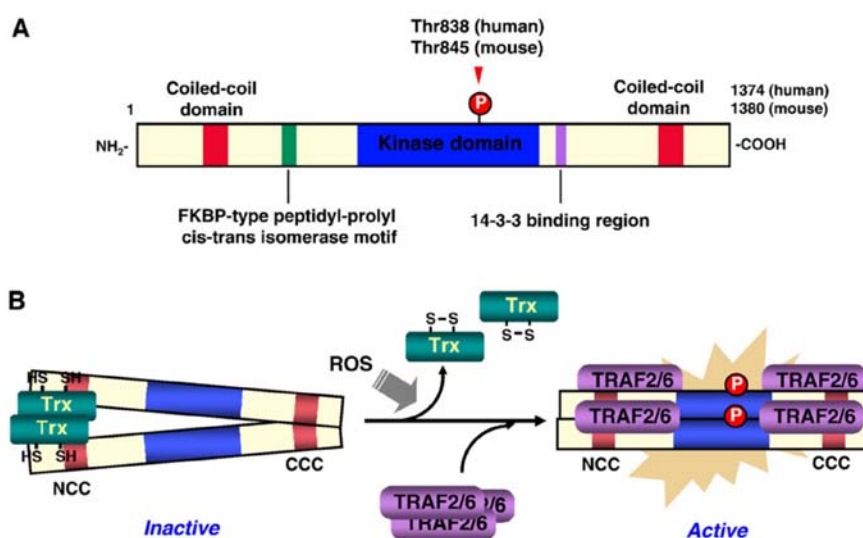 A
Thr838 (human)
Thr845 (mouse)
P
Coiled-coil
domain
Coiled-coil
domain
1
1374 (human)
1380 (mouse)
NH2-
Kinase domain
-COOH
FKBP-type peptidyl-prolyl
cis-trans isomerase motif
14-3-3 binding region
B
Trx
S-S
S-S
Trx
ROS
HS SH
Trx
Trx
HS SH
NCC
CCC
Inactive
TRAF2/6
2/6
TRAF2/6
TRAF2/6
P
TRAF2/6
TRAF2/6
P
TRAF2/6
NCC
CCC
Active